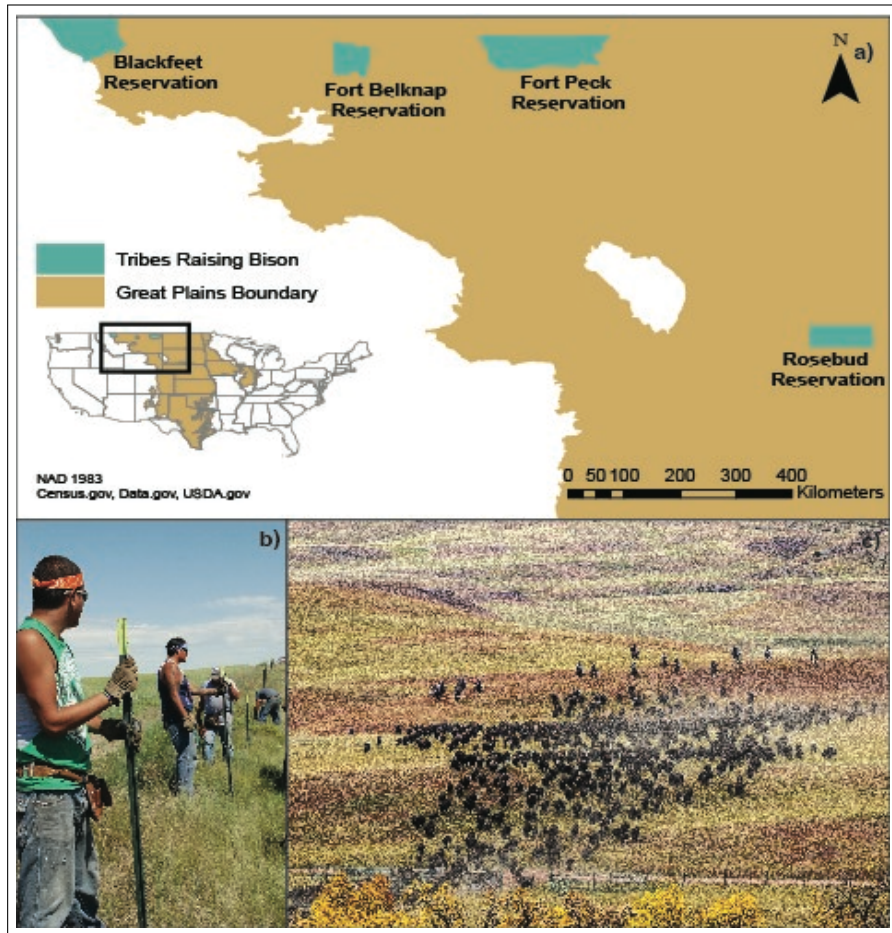 N
a)
Blackfeet
Reservation
Fort Belknap
Reservation
Fort Peck
Reservation
Tribes Raising Bison
Great Plains Boundary
Rosebud
Reservation
NAD 1983
Census.gov, Data.gov, USDA.gov
0 50 100 200 300 400
Kilometers
b)
c)